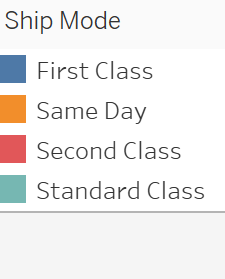 Ship Mode
First Class
Same Day
Second Class
Standard Class